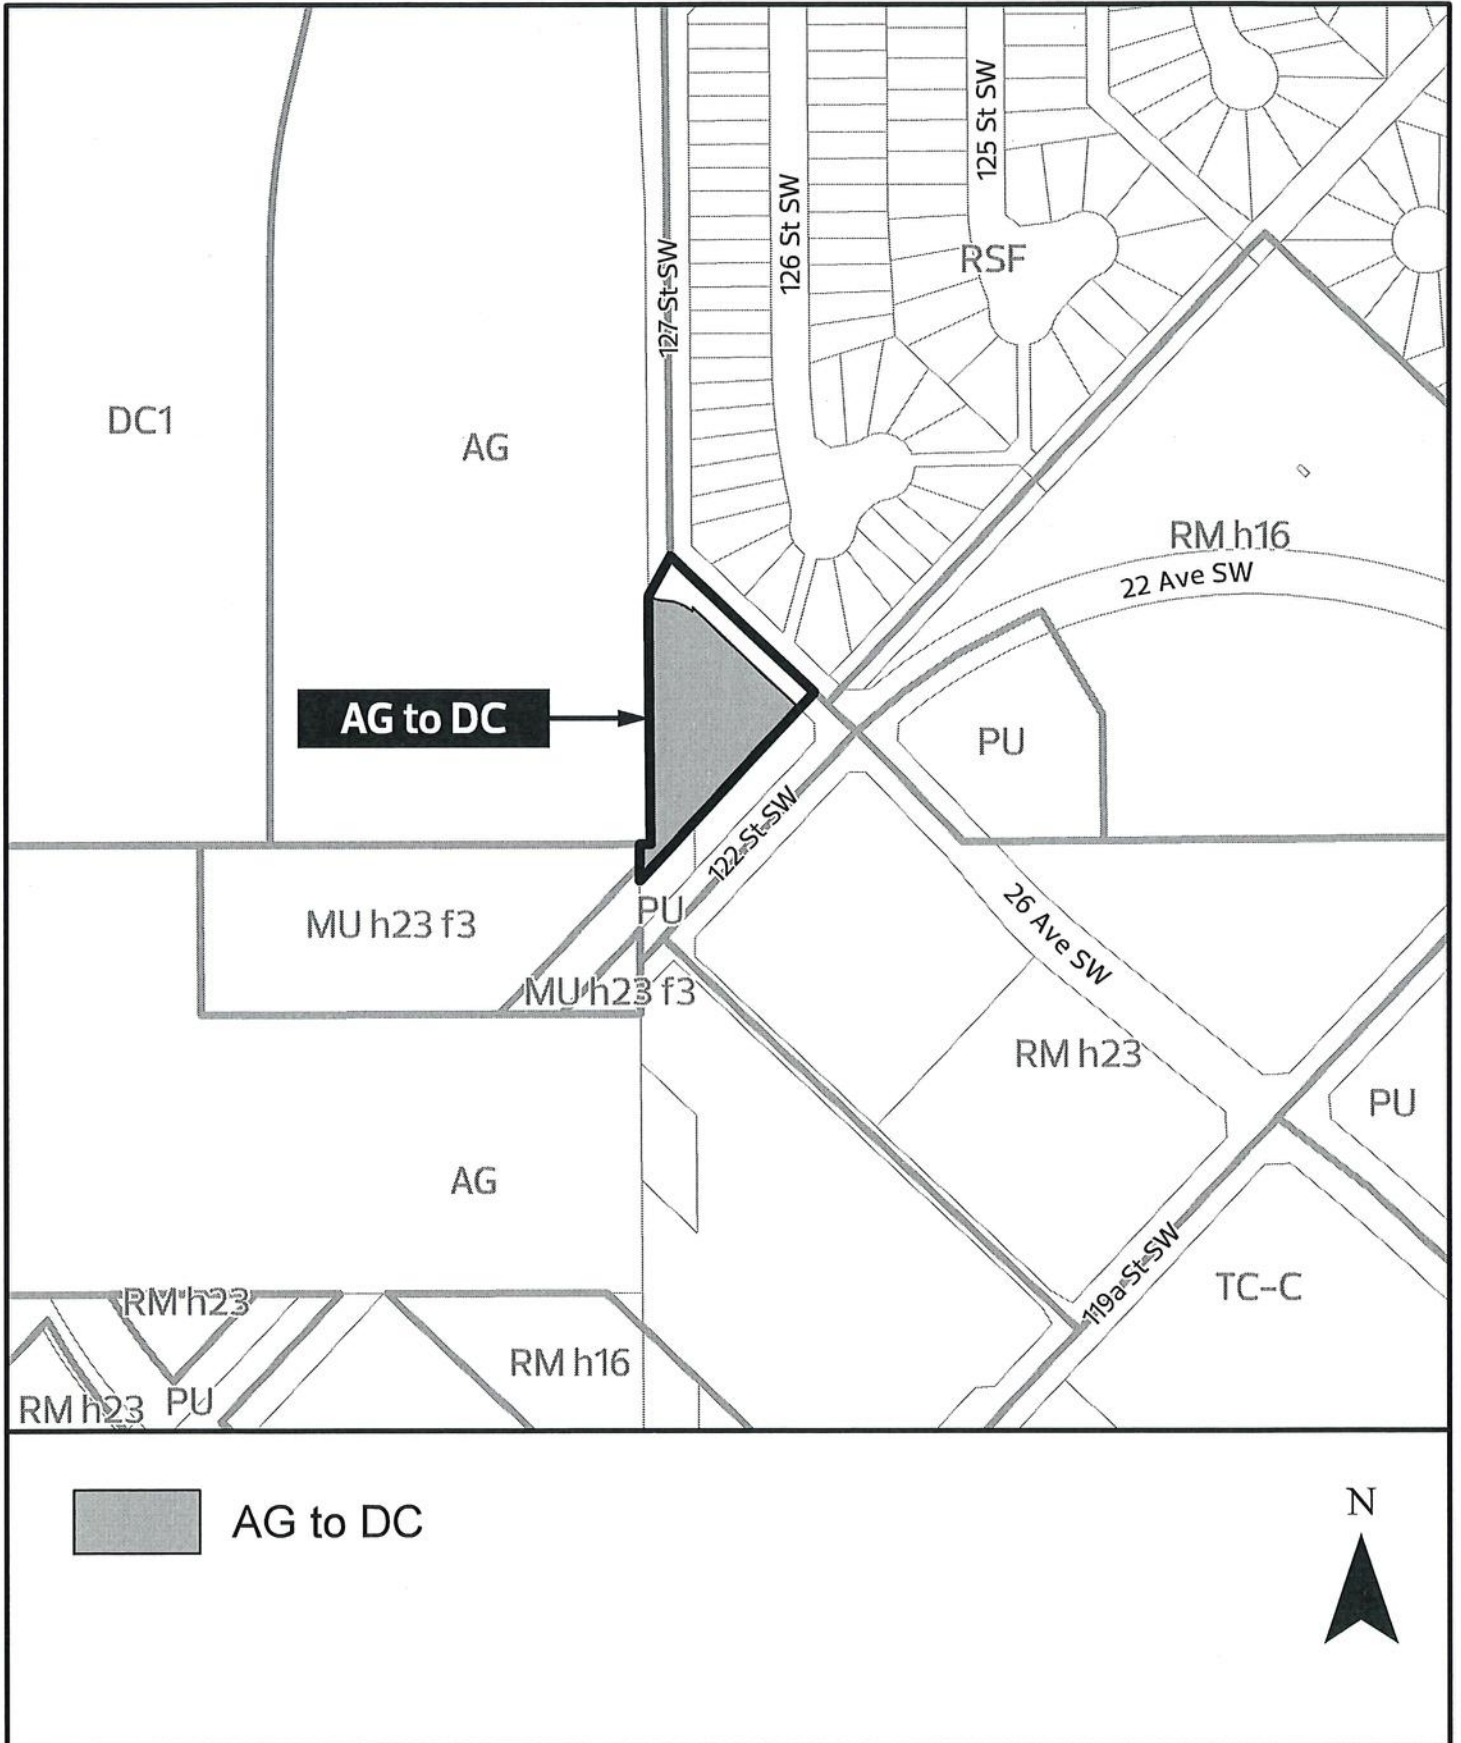 125 St SW
126 St SW
127 St SW
RSF
DC1
AG
RM h16
22 Ave SW
AG to DC
PU
122 St SW
MU h23 f3
PU
26 Ave SW
MU h23 f3
RM h23
PU
AG
119a St SW
TC-C
RM h23
RM h16
RM h23
PU
AG to DC
N